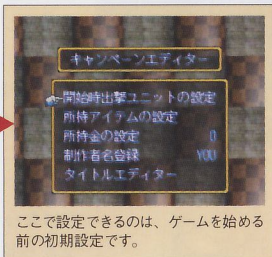 キャンペーンエディター
開始時出撃ユニットの設定
所持アイテムの設定
所持金の設定 0
制作者名登録 YOU
タイトルエディター
ここで設定できるのは、ゲームを始める
前の初期設定です。